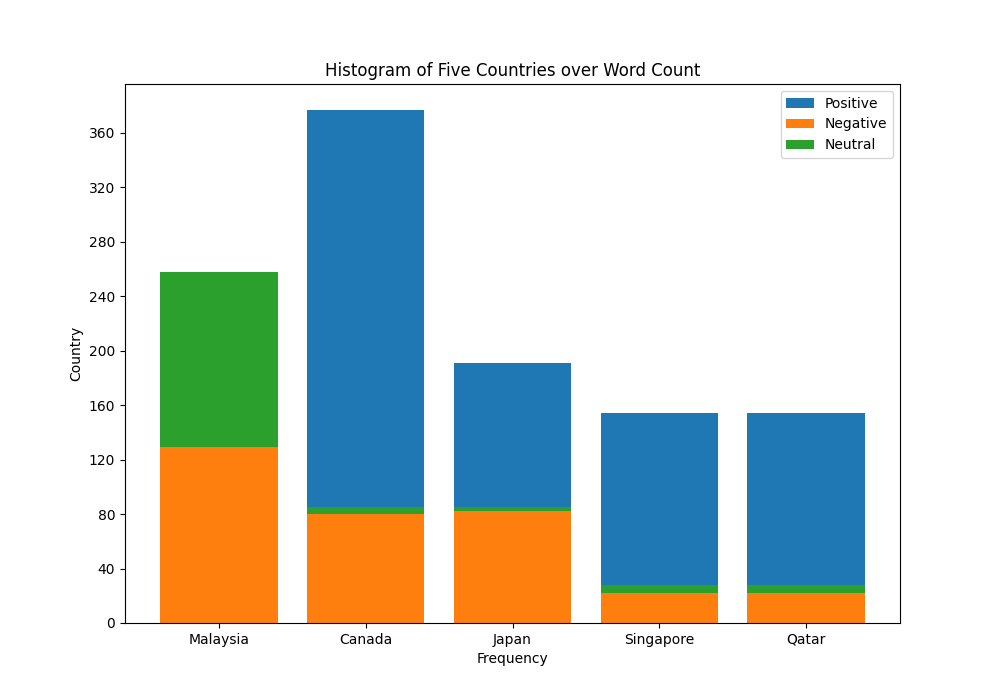 Histogram of Five Countries over Word Count
Positive
Negative
Neutral
360
320
280
240
200
160
120
80
40
0
Country
Malaysia
Canada
Japan
Singapore
Qatar
Frequency